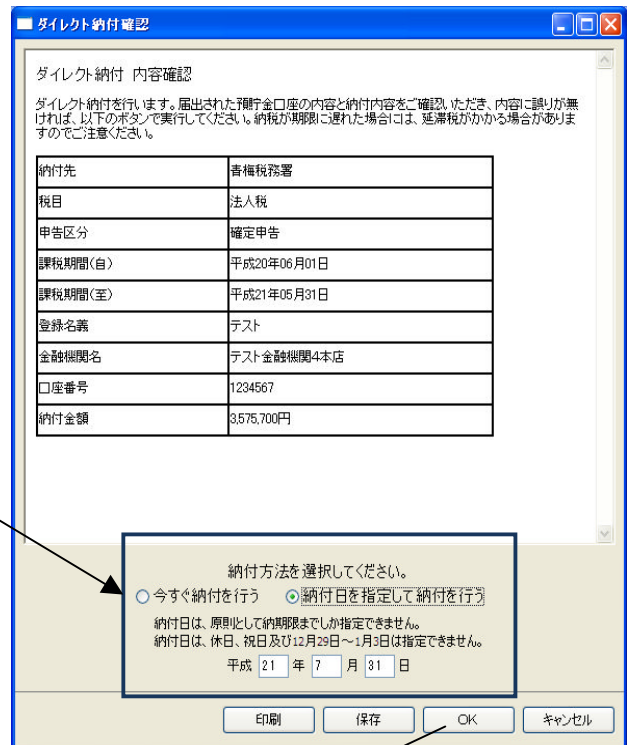 ダイレクト納付確認
ダイレクト納付 内容確認
ダイレクト納付を行います。届出された預貯金口座の内容と納付内容をご確認いただき、内容に誤りが無
ければ、以下のボタンで実行してください。納税が期限に遅れた場合には、延滞税がかかる場合がありま
すのでご注意ください。
納付先 青梅税務署
税目 法人税
申告区分 確定申告
課税期間(自) 平成20年06月01日
課税期間(至) 平成21年05月31日
登録名義 テスト
金融機関名 テスト金融機関4本店
口座番号 1234567
納付金額 3,575,700円
納付方法を選択してください。
今すぐ納付を行う 納付日を指定して納付を行う
納付日は、原則として納期限までしか指定できません。
納付日は、休日、祝日及び12月29日～1月3日は指定できません。
平成 21 年 7 月 31 日
印刷 保存 OK キャンセル